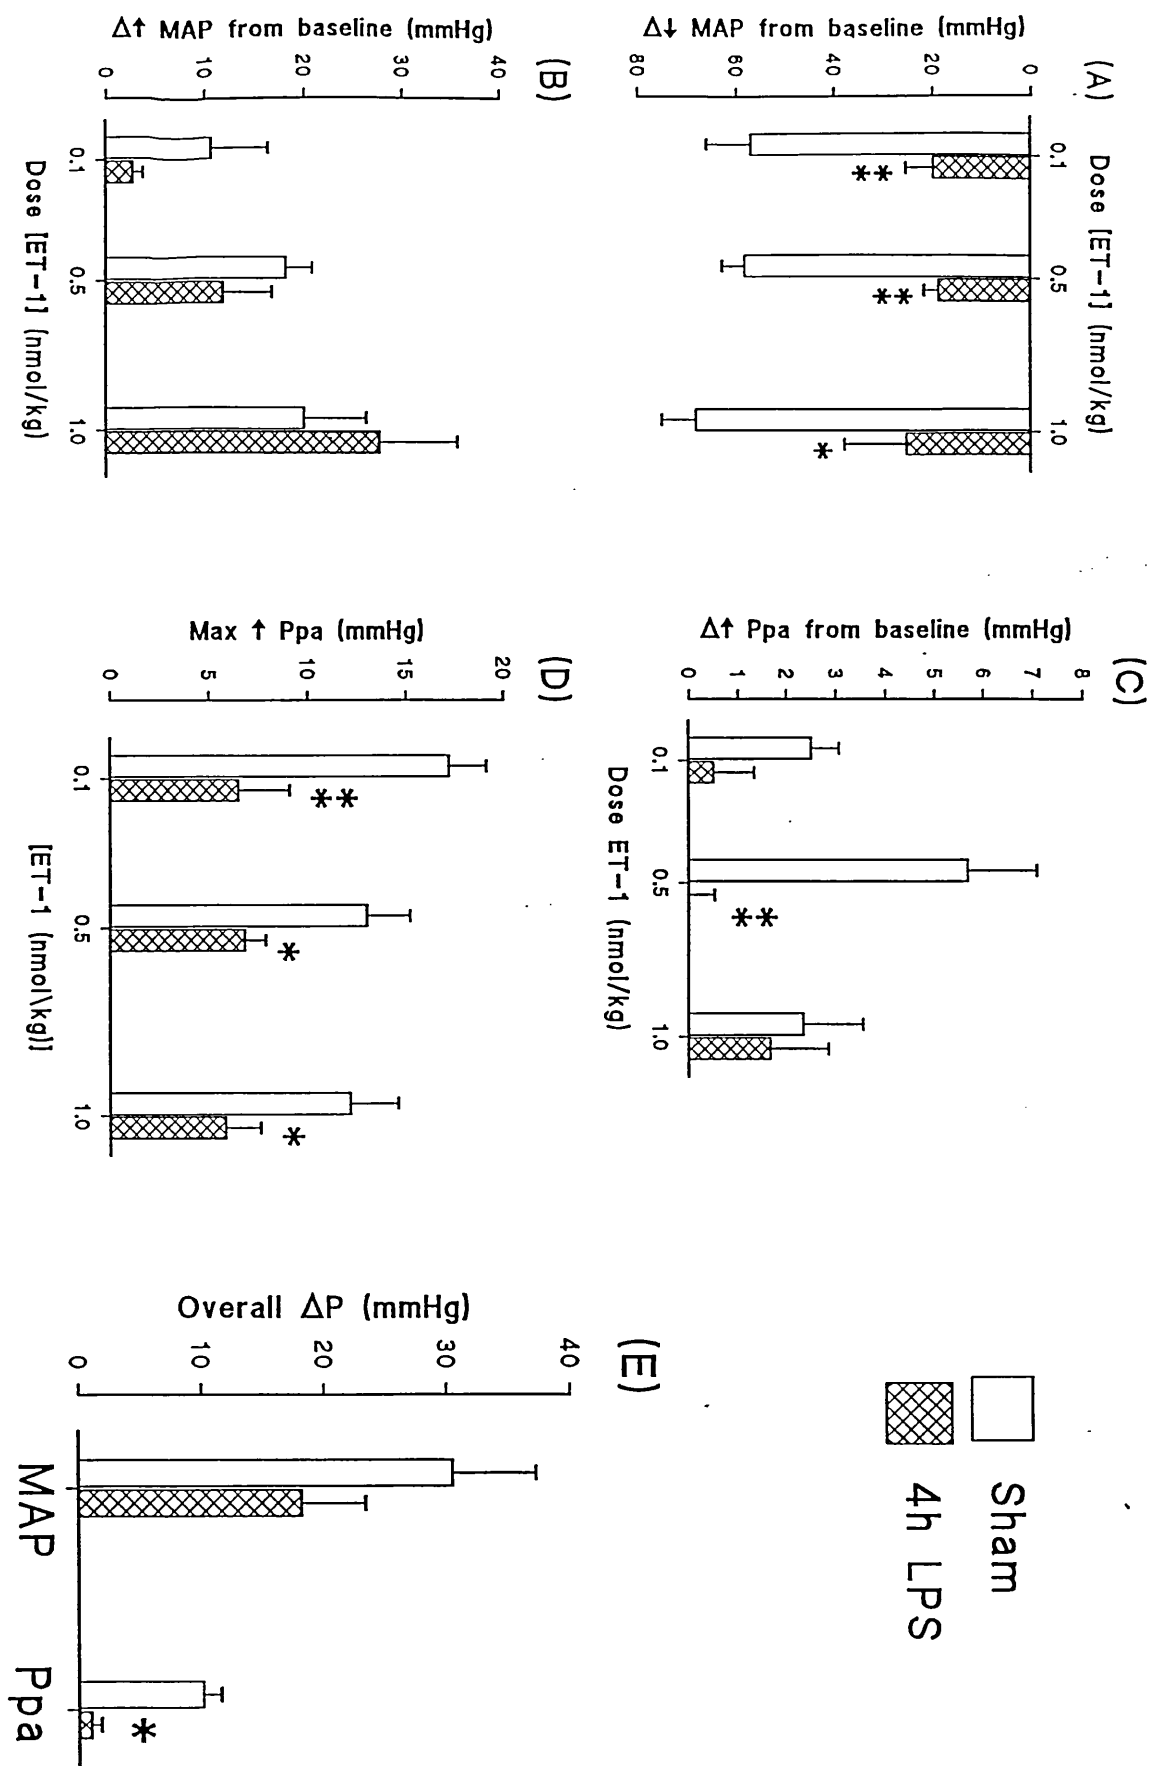 (A)
Dose [ET-1] (nmol/kg)
0.1 0.5 1.0
Δ↓ MAP from baseline (mmHg)
0
20
40
60
80
** ** *
(B)
Δ↑ MAP from baseline (mmHg)
40
30
20
10
0
0.1 0.5 1.0
Dose [ET-1] (nmol/kg)
(C)
Δ↑ Ppa from baseline (mmHg)
8
7
6
5
4
3
2
1
0
**
0.1 0.5 1.0
Dose ET-1 (nmol/kg)
(D)
Max ↑ Ppa (mmHg)
20
15
10
5
0
** * *
0.1 0.5 1.0
[ET-1 (nmol\kg)]
Sham
4h LPS
(E)
Overall ΔP (mmHg)
40
30
20
10
0
*
MAP Ppa